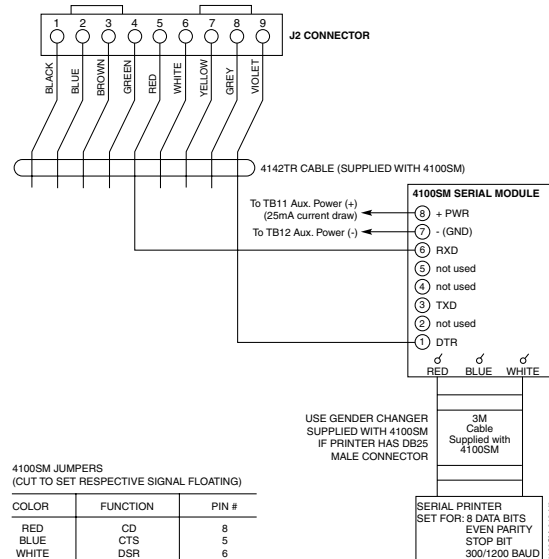 1 2 3 4 5 6 7 8 9
J2 CONNECTOR
BLACK
BLUE
BROWN
GREEN
RED
WHITE
YELLOW
GREY
VIOLET
4142TR CABLE (SUPPLIED WITH 4100SM)
4100SM SERIAL MODULE
To TB11 Aux. Power (+)
(25mA current draw)
To TB12 Aux. Power (-)
8 + PWR
7 - (GND)
6 RXD
5 not used
4 not used
3 TXD
2 not used
1 DTR
RED BLUE WHITE
USE GENDER CHANGER
SUPPLIED WITH 4100SM
IF PRINTER HAS DB25
MALE CONNECTOR
3M
Cable
Supplied with
4100SM
4100SM JUMPERS
(CUT TO SET RESPECTIVE SIGNAL FLOATING)
COLOR FUNCTION PIN #
RED CD 8
BLUE CTS 5
WHITE DSR 6
SERIAL PRINTER
SET FOR: 8 DATA BITS
EVEN PARITY
STOP BIT
300/1200 BAUD